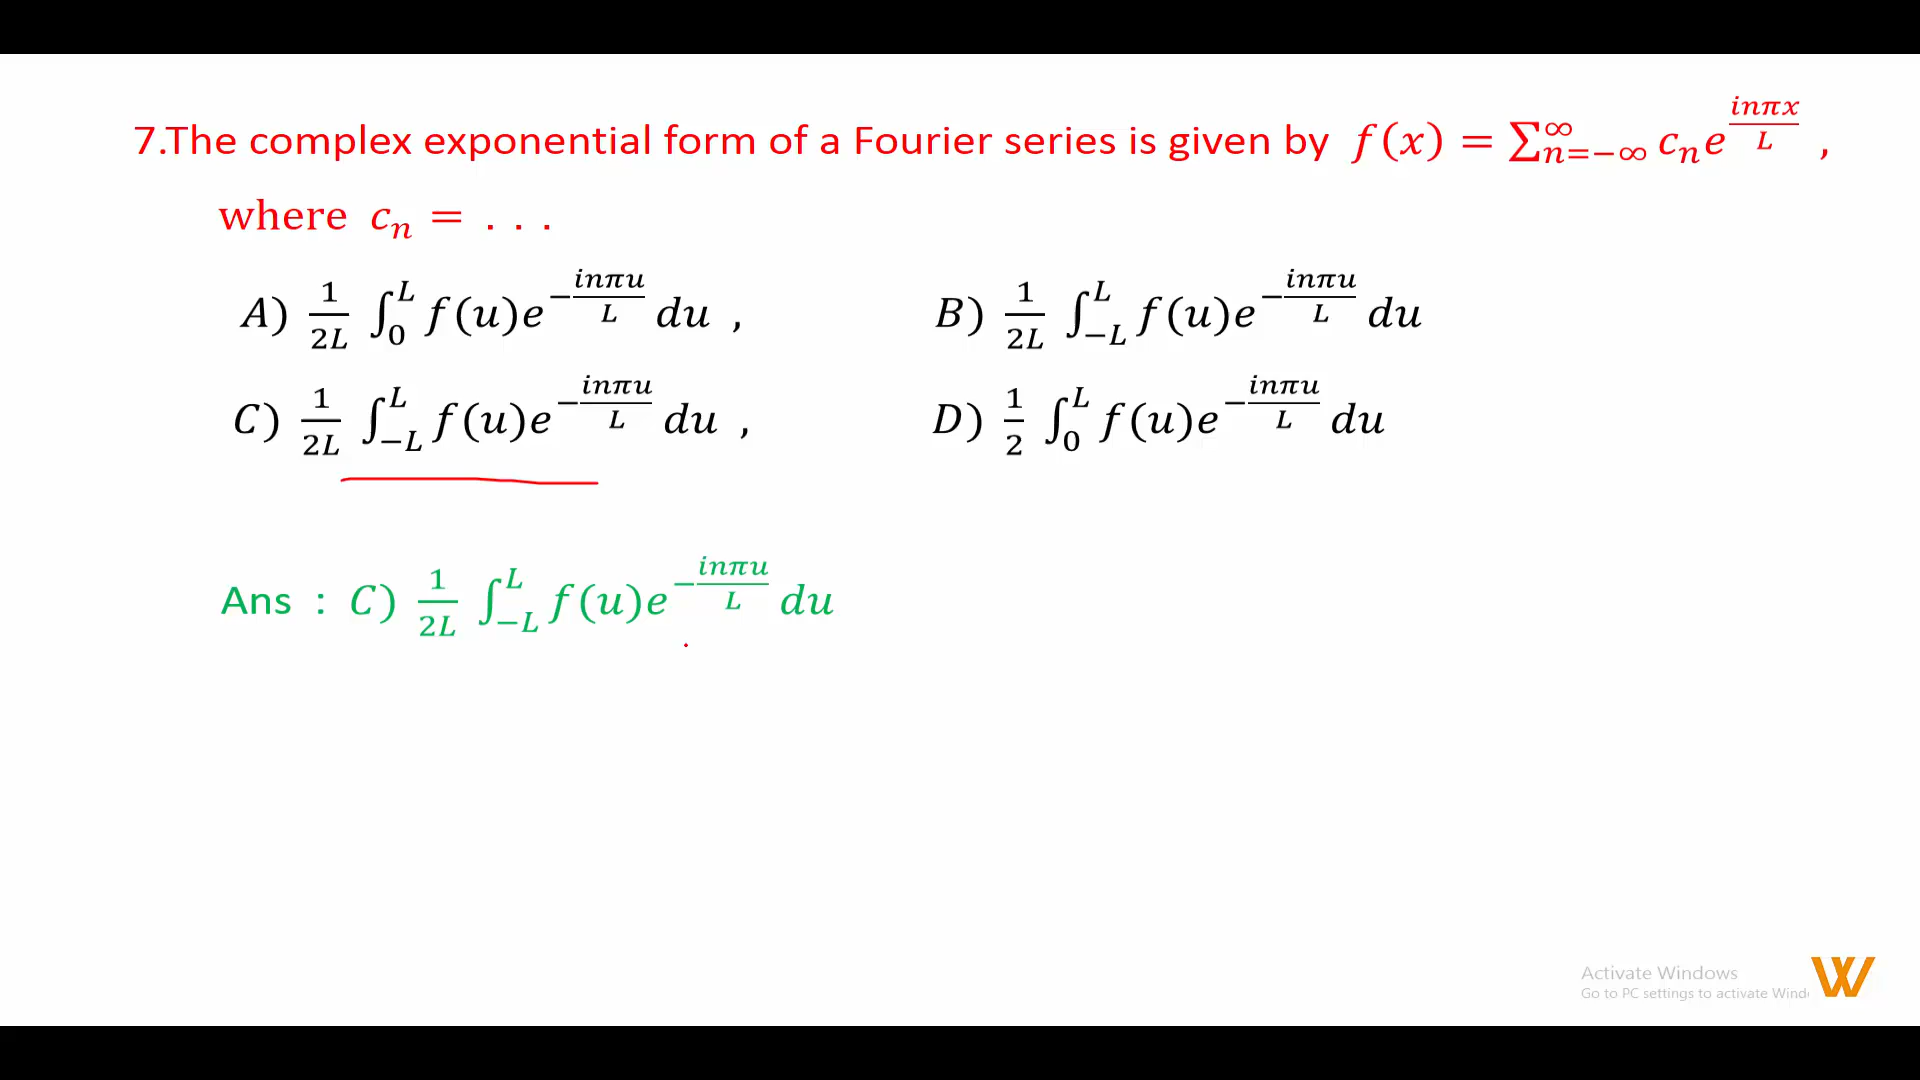 7.The complex exponential form of a Fourier series is given by f(x) = ∑_{n=−∞}^{∞} c_n e^{inπx/L} ,
where c_n = . . .
A) 1/2L ∫_0^L f(u)e^{−inπu/L} du , B) 1/2L ∫_{−L}^L f(u)e^{−inπu/L} du
C) 1/2L ∫_{−L}^L f(u)e^{−inπu/L} du , D) 1/2 ∫_0^L f(u)e^{−inπu/L} du
Ans : C) 1/2L ∫_{−L}^L f(u)e^{−inπu/L} du
Activate Windows
Go to PC settings to activate Wind